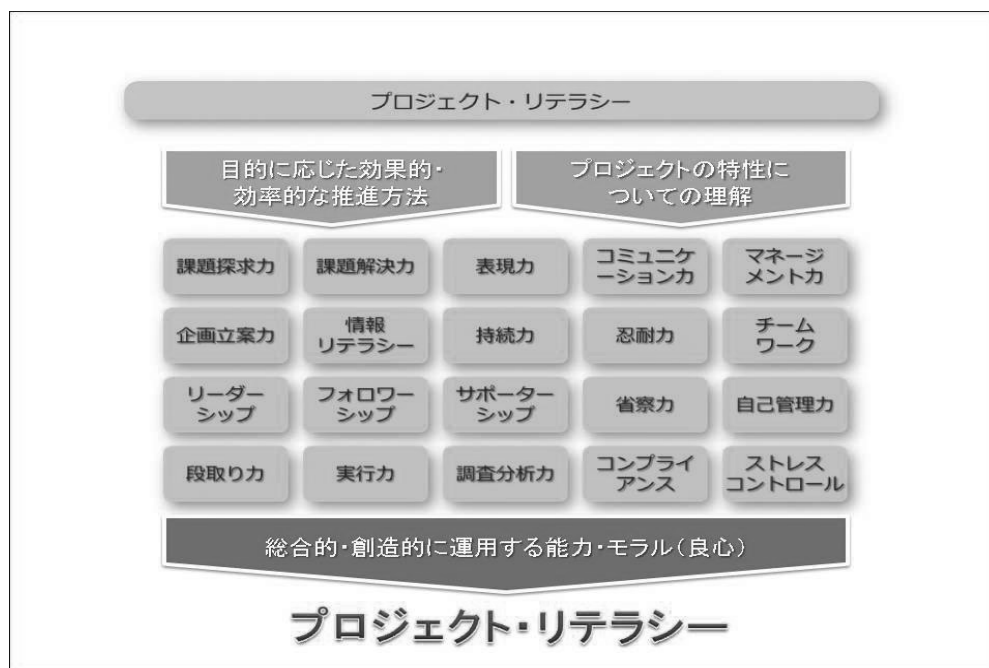 プロジェクト・リテラシー
目的に応じた効果的・
効率的な推進方法
プロジェクトの特性に
ついての理解
課題探求力
課題解決力
表現力
コミュニケ
ーション力
マネージ
メント力
企画立案力
情報
リテラシー
持続力
忍耐力
チーム
ワーク
リーダー
シップ
フォロワー
シップ
サポーター
シップ
省察力
自己管理力
段取り力
実行力
調査分析力
コンプライ
アンス
ストレス
コントロール
総合的・創造的に運用する能力・モラル(良心)
プロジェクト・リテラシー